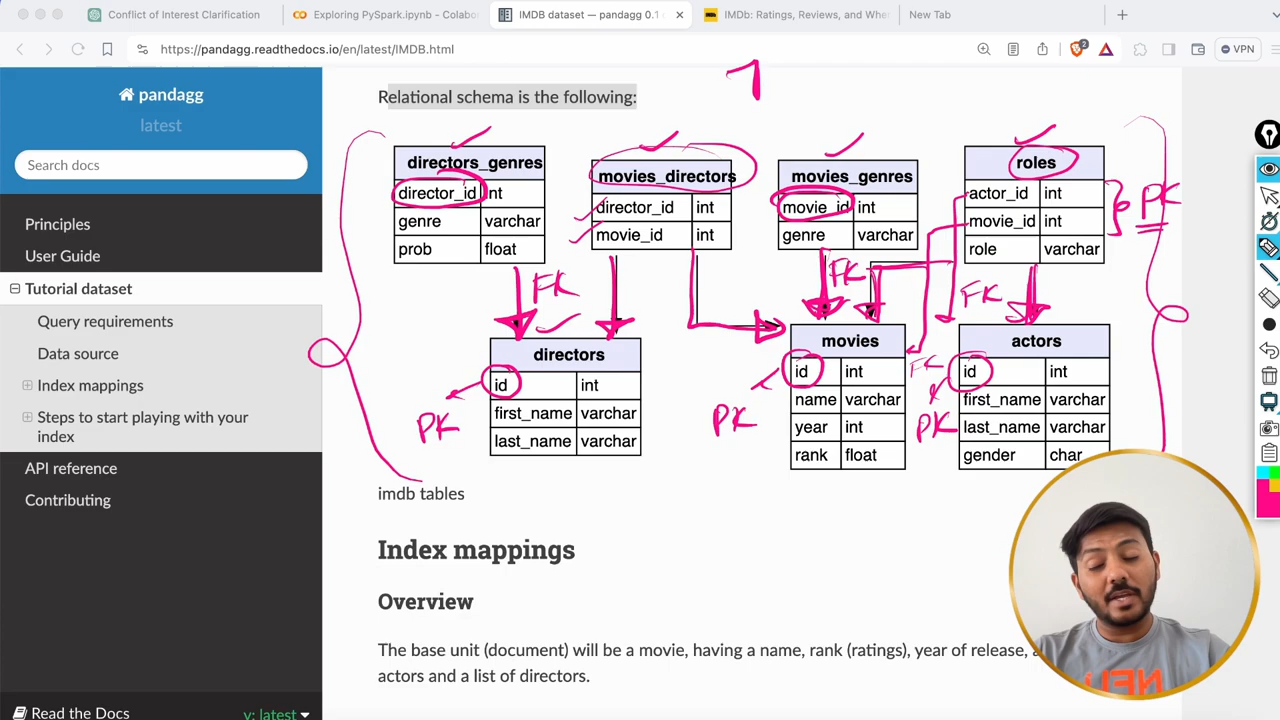 Conflict of Interest Clarification
Exploring PySpark.ipynb - Colabo
IMDB dataset — pandagg 0.1
IMDb: Ratings, Reviews, and Whe
New Tab
https://pandagg.readthedocs.io/en/latest/IMDB.html
2
VPN
pandagg
latest
Search docs
Principles
User Guide
Tutorial dataset
Query requirements
Data source
Index mappings
Steps to start playing with your
index
API reference
Contributing
Read the Docs
v: latest
Relational schema is the following:
1
directors_genres
director_id int
genre varchar
prob float
movies_directors
director_id int
movie_id int
movies_genres
movie_id int
genre varchar
roles
actor_id int
movie_id int
role varchar
PK
FK
FK
FK
FK
directors
id int
first_name varchar
last_name varchar
PK
movies
id int
name varchar
year int
rank float
PK
actors
id int
first_name varchar
last_name varchar
gender char
PK
imdb tables
Index mappings
Overview
The base unit (document) will be a movie, having a name, rank (ratings), year of release,
actors and a list of directors.